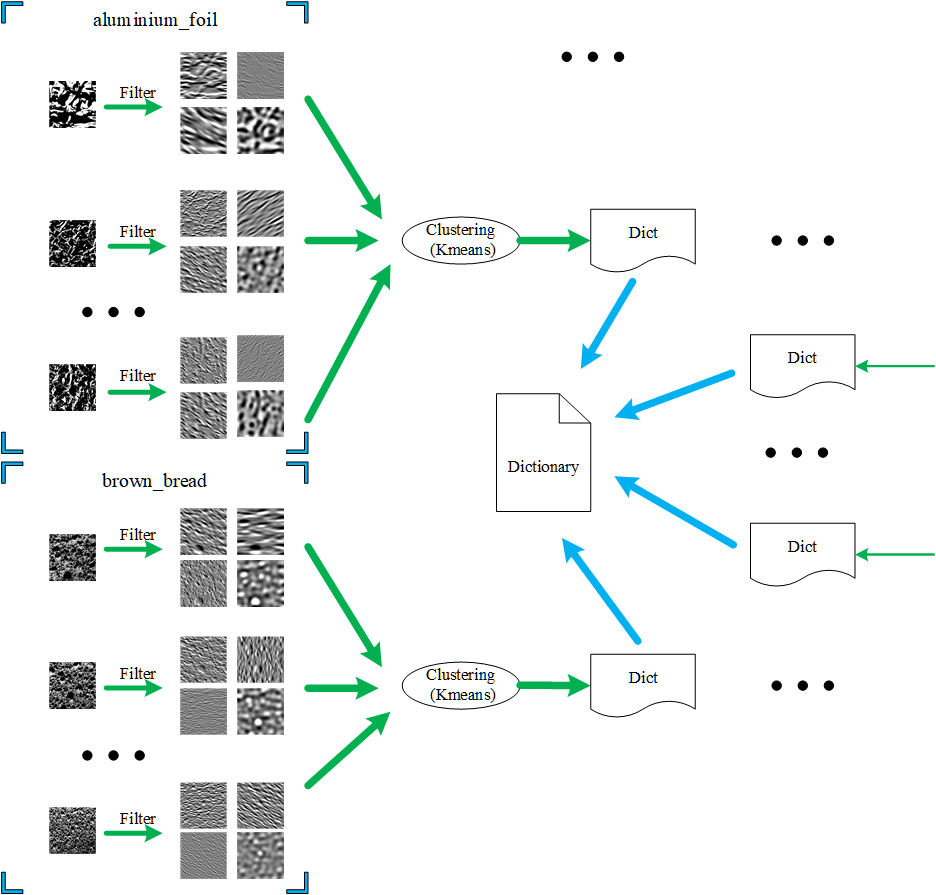 aluminium_foil
Filter
Filter
Filter
Clustering
(Kmeans)
Dict
Dict
Dictionary
Dict
brown_bread
Filter
Filter
Filter
Clustering
(Kmeans)
Dict